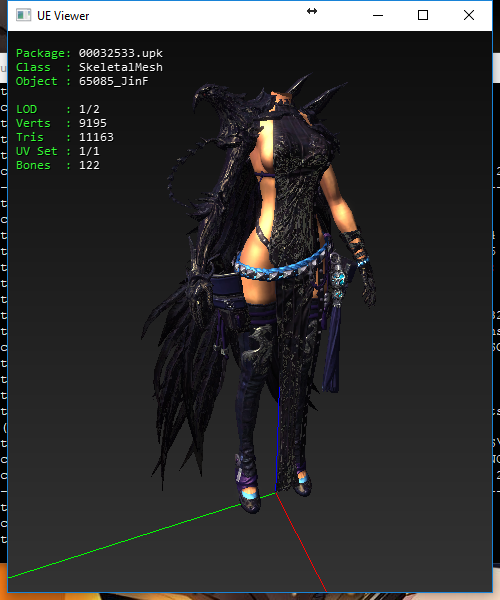 UE Viewer
Package: 00032533.upk
Class : SkeletalMesh
Object : 65085_JinF
LOD : 1/2
Verts : 9195
Tris : 11163
UV Set : 1/1
Bones : 122